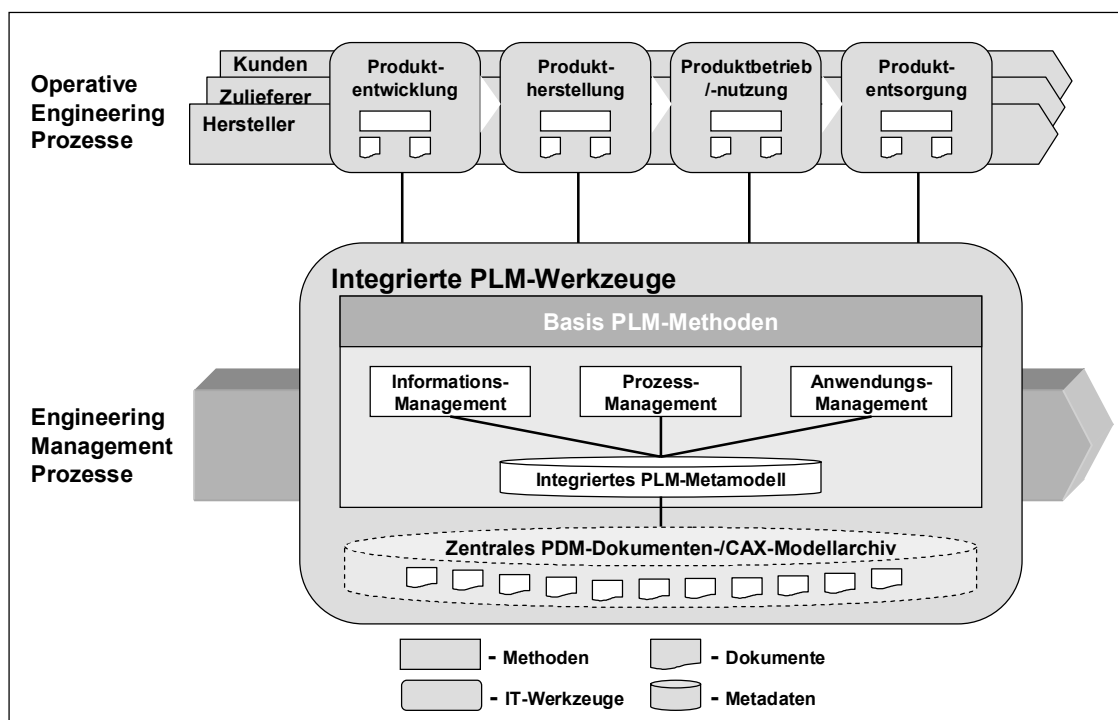 Operative
Engineering
Prozesse
Kunden
Zulieferer
Hersteller
Produkt-
entwicklung
Produkt-
herstellung
Produktbetrieb
/-nutzung
Produkt-
entsorgung
Integrierte PLM-Werkzeuge
Basis PLM-Methoden
Informations-
Management
Prozess-
Management
Anwendungs-
Management
Engineering
Management
Prozesse
Integriertes PLM-Metamodell
Zentrales PDM-Dokumenten-/CAX-Modellarchiv
- Methoden
- Dokumente
- IT-Werkzeuge
- Metadaten